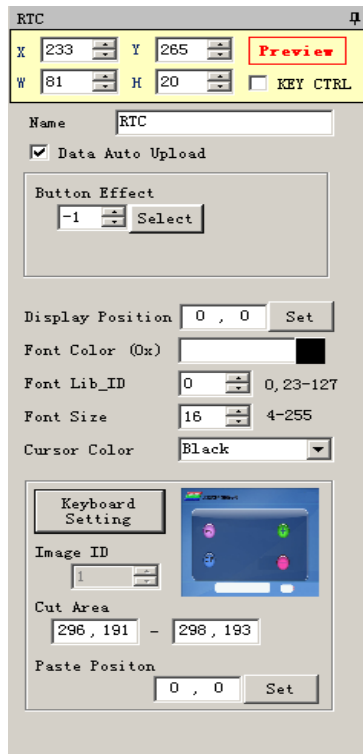 RTC
X 233 Y 265 Preview
W 81 H 20 KEY CTRL
Name RTC
Data Auto Upload
Button Effect
-1 Select
Display Position 0 , 0 Set
Font Color (0x)
Font Lib_ID 0 0,23-127
Font Size 16 4-255
Cursor Color Black
Keyboard
Setting
Image ID
1
Cut Area
296 , 191 - 298 , 193
Paste Positon
0 , 0 Set